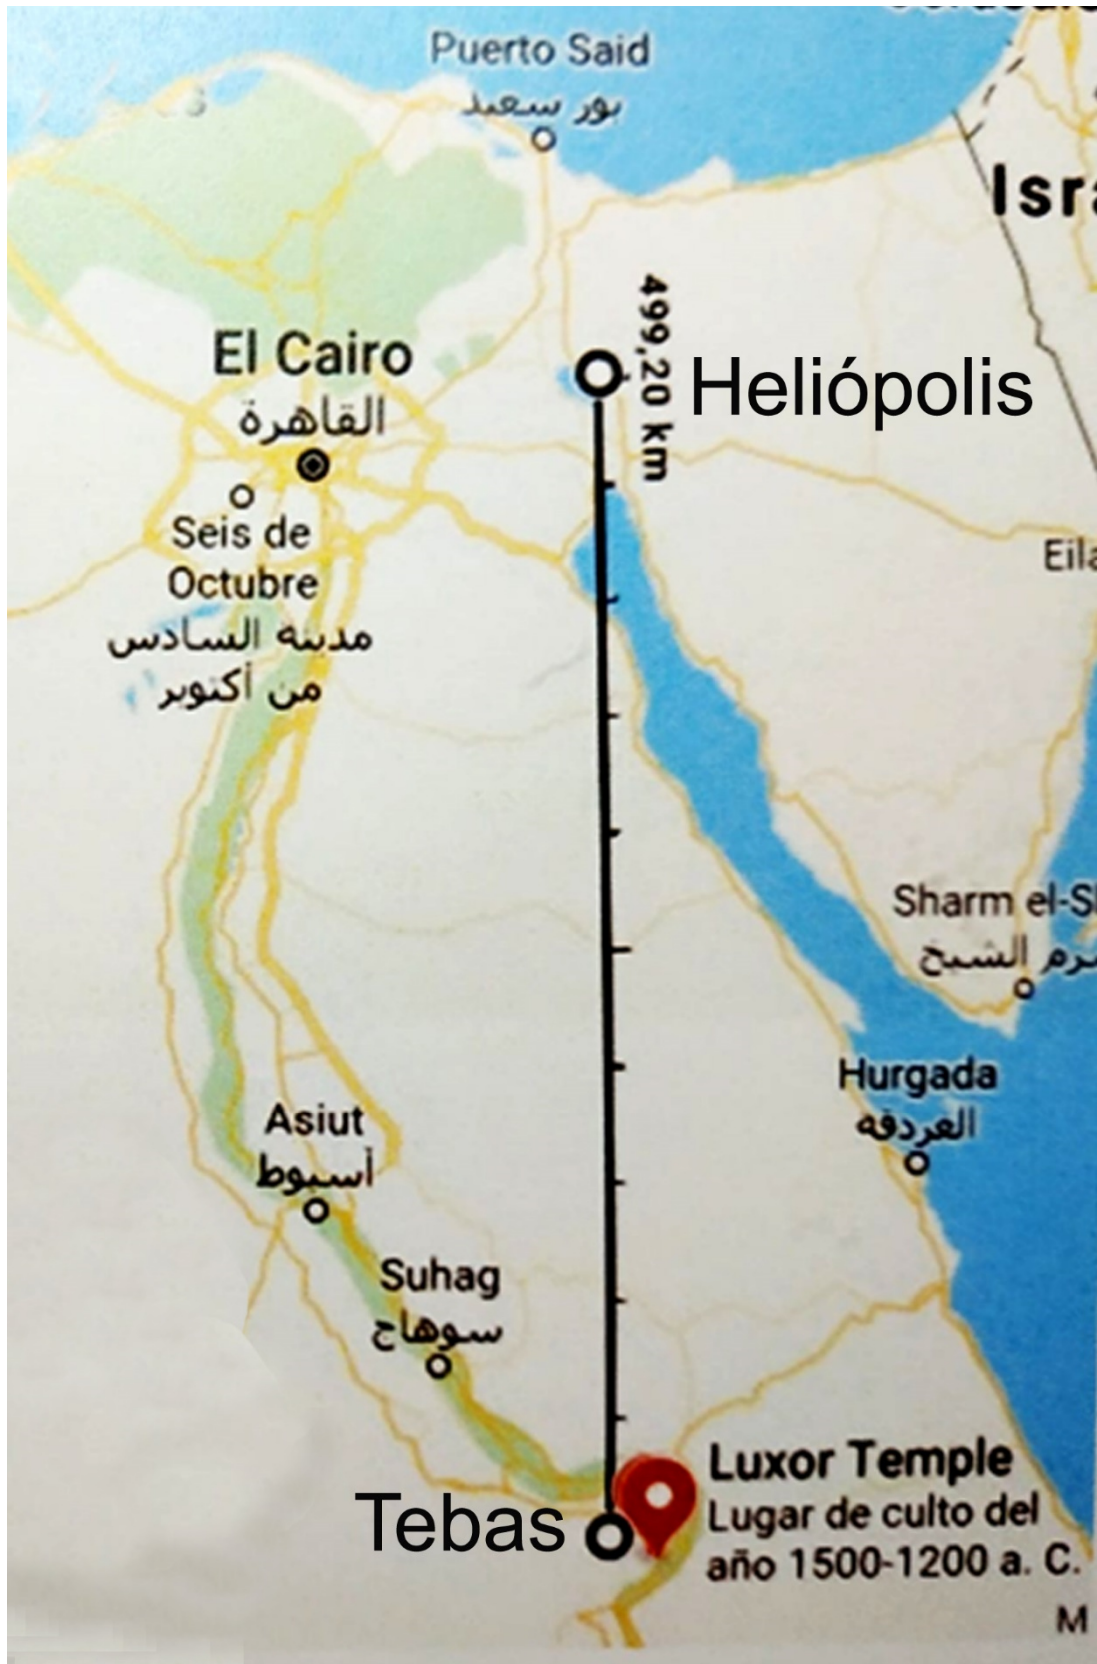 Puerto Said
بور سعيد
Isra
499,20 km
Heliópolis
El Cairo
القاهرة
Seis de
Octubre
مدينة السادس
من أكتوبر
Eila
Sharm el-Sh
شرم الشيخ
Hurgada
الغردقة
Asiut
أسيوط
Suhag
سوهاج
Luxor Temple
Lugar de culto del
año 1500-1200 a. C.
Tebas
M